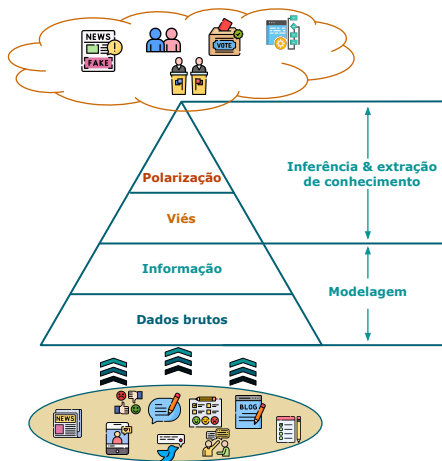 NEWS
FAKE
VOTE
Polarização
Viés
Informação
Dados brutos
Inferência & extração
de conhecimento
Modelagem
NEWS
BLOG